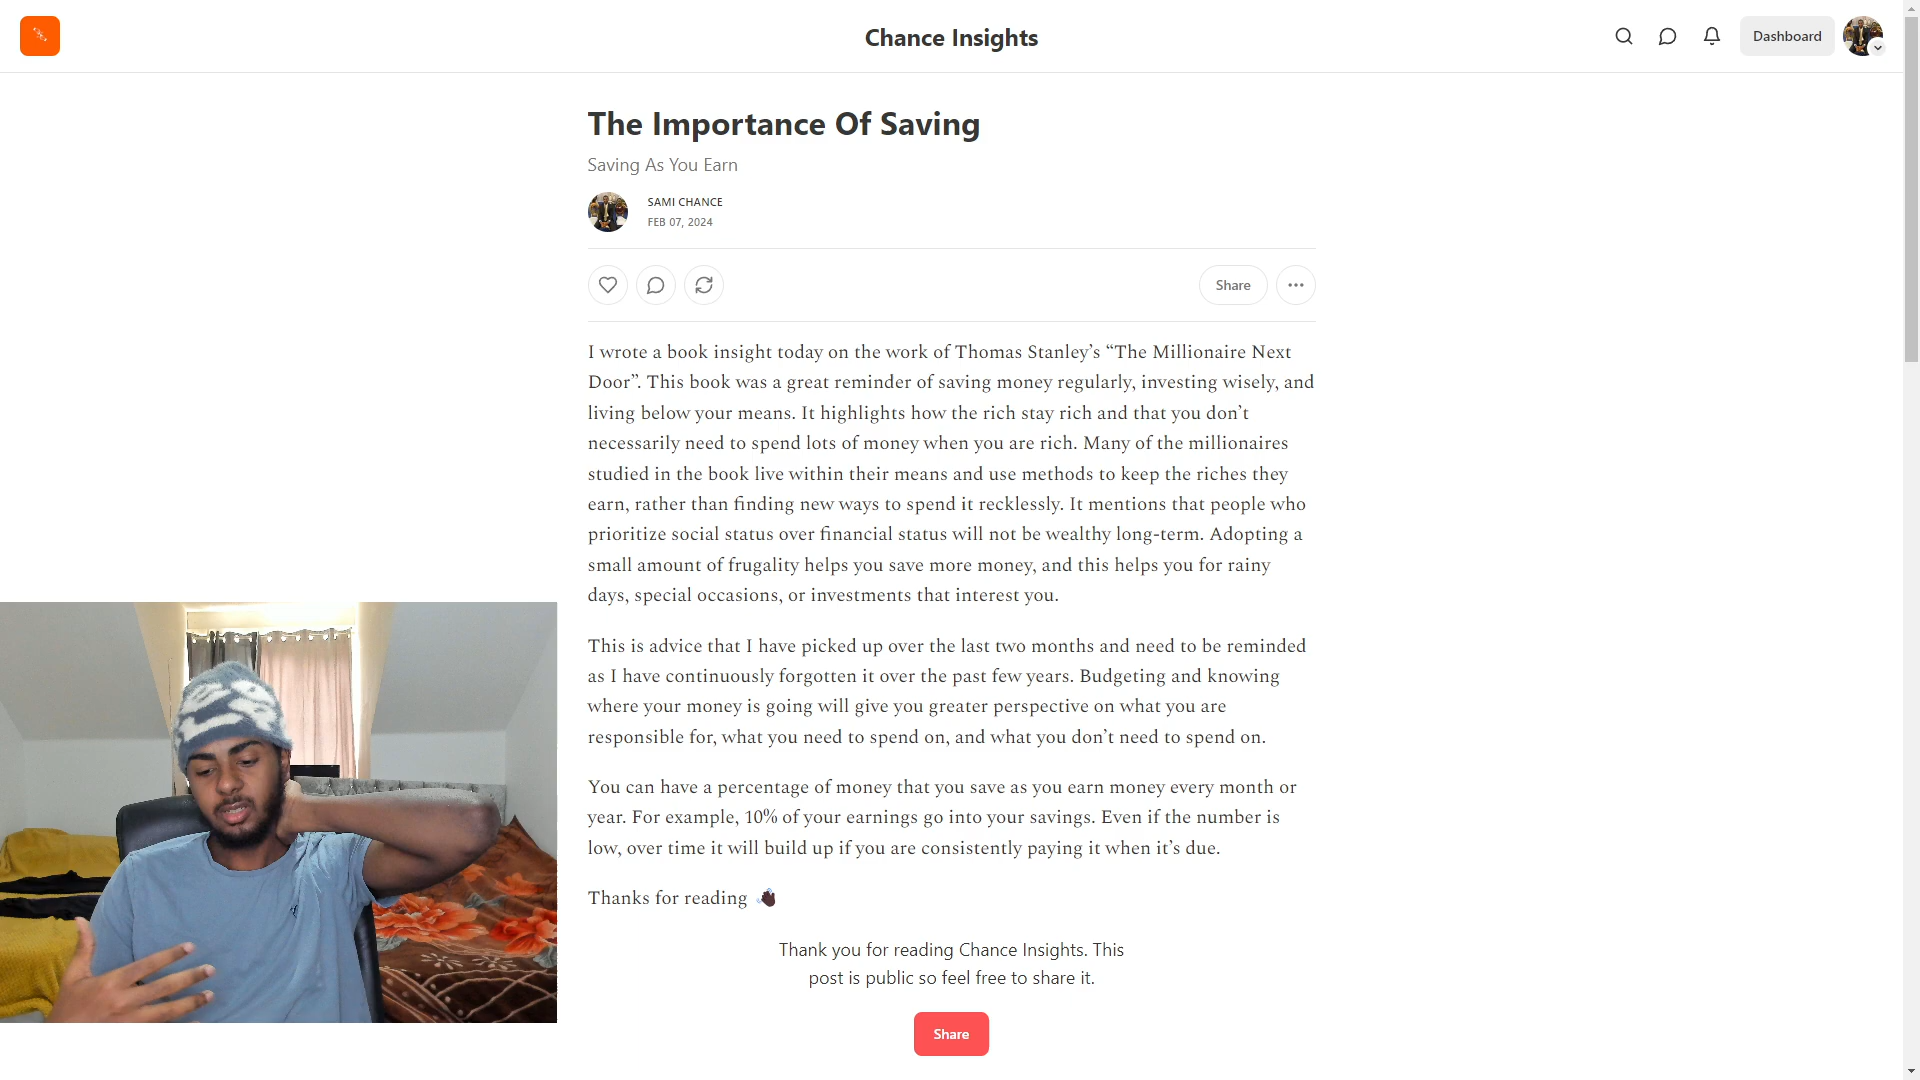 Chance Insights
Dashboard
The Importance Of Saving
Saving As You Earn
SAMI CHANCE
FEB 07, 2024
Share
I wrote a book insight today on the work of Thomas Stanley’s “The Millionaire Next
Door”. This book was a great reminder of saving money regularly, investing wisely, and
living below your means. It highlights how the rich stay rich and that you don’t
necessarily need to spend lots of money when you are rich. Many of the millionaires
studied in the book live within their means and use methods to keep the riches they
earn, rather than finding new ways to spend it recklessly. It mentions that people who
prioritize social status over financial status will not be wealthy long-term. Adopting a
small amount of frugality helps you save more money, and this helps you for rainy
days, special occasions, or investments that interest you.
This is advice that I have picked up over the last two months and need to be reminded
as I have continuously forgotten it over the past few years. Budgeting and knowing
where your money is going will give you greater perspective on what you are
responsible for, what you need to spend on, and what you don’t need to spend on.
You can have a percentage of money that you save as you earn money every month or
year. For example, 10% of your earnings go into your savings. Even if the number is
low, over time it will build up if you are consistently paying it when it’s due.
Thanks for reading 👋🏿
Thank you for reading Chance Insights. This
post is public so feel free to share it.
Share